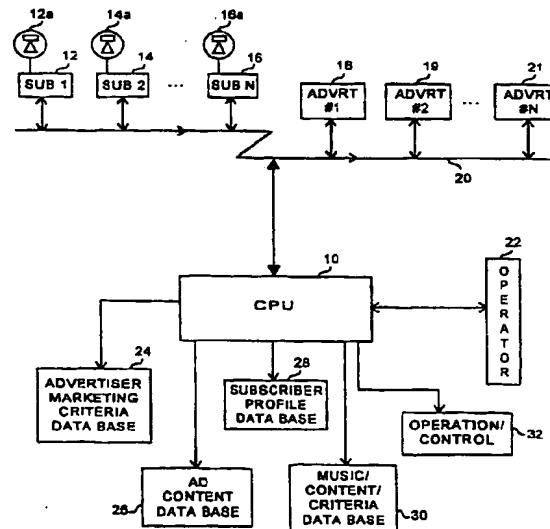 12a 14a 16a
12 14 16
SUB 1 SUB 2 ... SUB N
18 19 21
ADVRT #1 ADVRT #2 ... ADVRT #N
20
10
CPU
22
OPERATOR
24
ADVERTISER
MARKETING
CRITERIA
DATA BASE
28
SUBSCRIBER
PROFILE
DATA BASE
OPERATION/
CONTROL
32
AD
CONTENT
DATA BASE
26
MUSIC/
CONTENT/
CRITERIA
DATA BASE
30